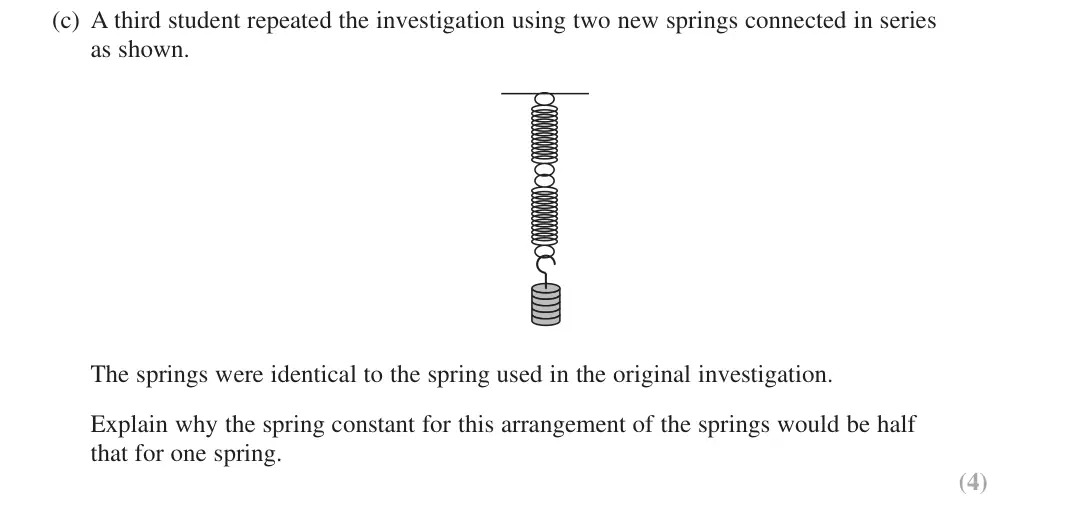 (c) A third student repeated the investigation using two new springs connected in series
as shown.
The springs were identical to the spring used in the original investigation.
Explain why the spring constant for this arrangement of the springs would be half
that for one spring.
(4)